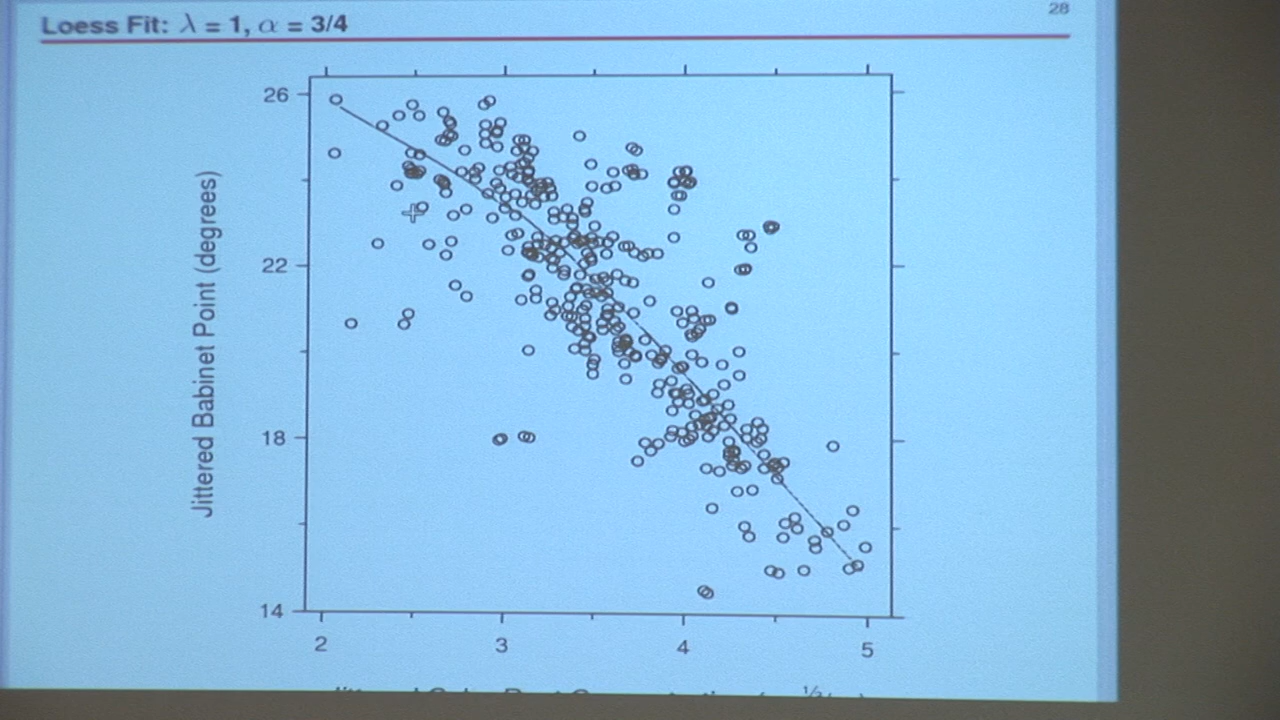 28
Loess Fit: λ = 1, α = 3/4
26
22
18
14
Jittered Babinet Point (degrees)
2 3 4 5